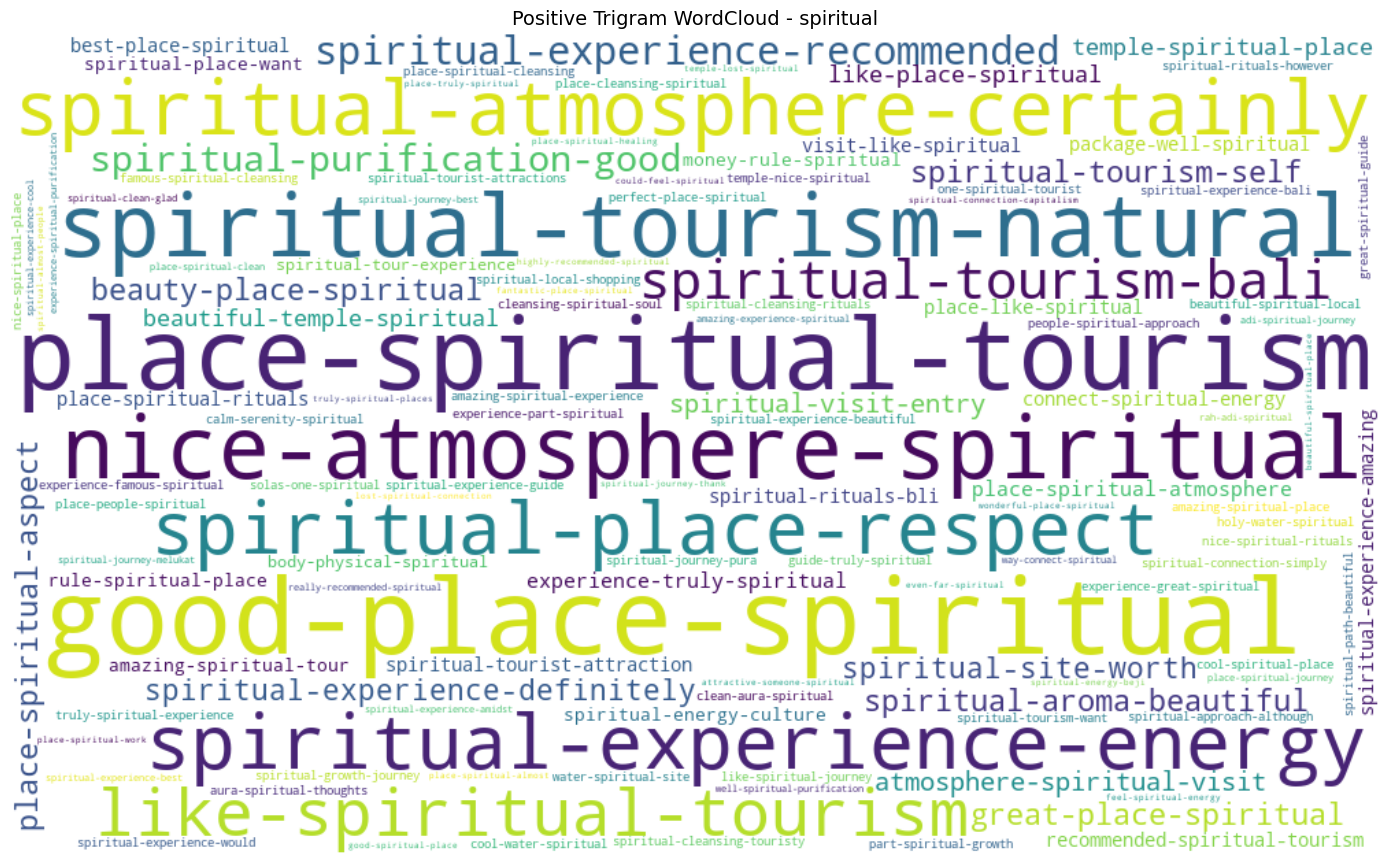 Positive Trigram WordCloud - spiritual
best-place-spiritual
spiritual-experience-recommended
temple-spiritual-place
spiritual-place-want
place-spiritual-cleansing
temple-lost-spiritual
like-place-spiritual
spiritual-rituals-however
place-truly-spiritual
place-cleansing-spiritual
spiritual-atmosphere-certainly
place-spiritual-healing
visit-like-spiritual
package-well-spiritual
spiritual-purification-good
money-rule-spiritual
spiritual-tourism-self
famous-spiritual-cleansing
spiritual-tourist-attractions
could-feel-spiritual
temple-nice-spiritual
one-spiritual-tourist
spiritual-experience-bali
spiritual-clean-glad
spiritual-journey-best
perfect-place-spiritual
spiritual-connection-capitalism
great-spiritual-guide
nice-spiritual-place
spiritual-experience-cool
spiritual-almost-people
experience-spiritual-purification
spiritual-tourism-natural
place-spiritual-clean
spiritual-tour-experience
highly-recommended-spiritual
beauty-place-spiritual
spiritual-local-shopping
fantastic-place-spiritual
spiritual-tourism-bali
cleansing-spiritual-soul
spiritual-cleansing-rituals
place-like-spiritual
beautiful-spiritual-local
beautiful-temple-spiritual
amazing-experience-spiritual
people-spiritual-approach
adi-spiritual-journey
place-spiritual-tourism
beautiful-spiritual-place
place-spiritual-rituals
truly-spiritual-places
amazing-spiritual-experience
spiritual-visit-entry
connect-spiritual-energy
calm-serenity-spiritual
experience-part-spiritual
spiritual-experience-beautiful
rah-adi-spiritual
nice-atmosphere-spiritual
spiritual-experience-amazing
place-spiritual-aspect
experience-famous-spiritual
solas-one-spiritual
spiritual-experience-guide
spiritual-journey-thank
spiritual-rituals-bli
place-spiritual-atmosphere
lost-spiritual-connection
place-people-spiritual
wonderful-place-spiritual
amazing-spiritual-place
spiritual-place-respect
holy-water-spiritual
nice-spiritual-rituals
spiritual-journey-melukat
body-physical-spiritual
spiritual-journey-pura
guide-truly-spiritual
way-connect-spiritual
spiritual-connection-simply
rule-spiritual-place
really-recommended-spiritual
experience-truly-spiritual
even-far-spiritual
experience-great-spiritual
spiritual-path-beautiful
good-place-spiritual
amazing-spiritual-tour
spiritual-tourist-attraction
spiritual-site-worth
cool-spiritual-place
place-spiritual-journey
spiritual-experience-definitely
attractive-someone-spiritual
clean-aura-spiritual
spiritual-energy-beji
spiritual-aroma-beautiful
truly-spiritual-experience
spiritual-experience-amidst
spiritual-energy-culture
spiritual-tourism-want
spiritual-approach-although
place-spiritual-work
spiritual-experience-energy
spiritual-experience-best
spiritual-growth-journey
place-spiritual-almost
water-spiritual-site
like-spiritual-journey
atmosphere-spiritual-visit
aura-spiritual-thoughts
well-spiritual-purification
feel-spiritual-energy
like-spiritual-tourism
great-place-spiritual
spiritual-experience-would
good-spiritual-place
cool-water-spiritual
spiritual-cleansing-touristy
part-spiritual-growth
recommended-spiritual-tourism